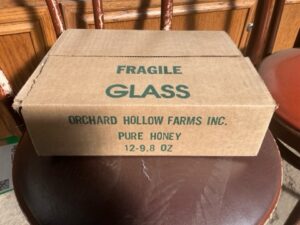 FRAGILE
GLASS
ORCHARD HOLLOW FARMS INC.
PURE HONEY
12-9.8 OZ